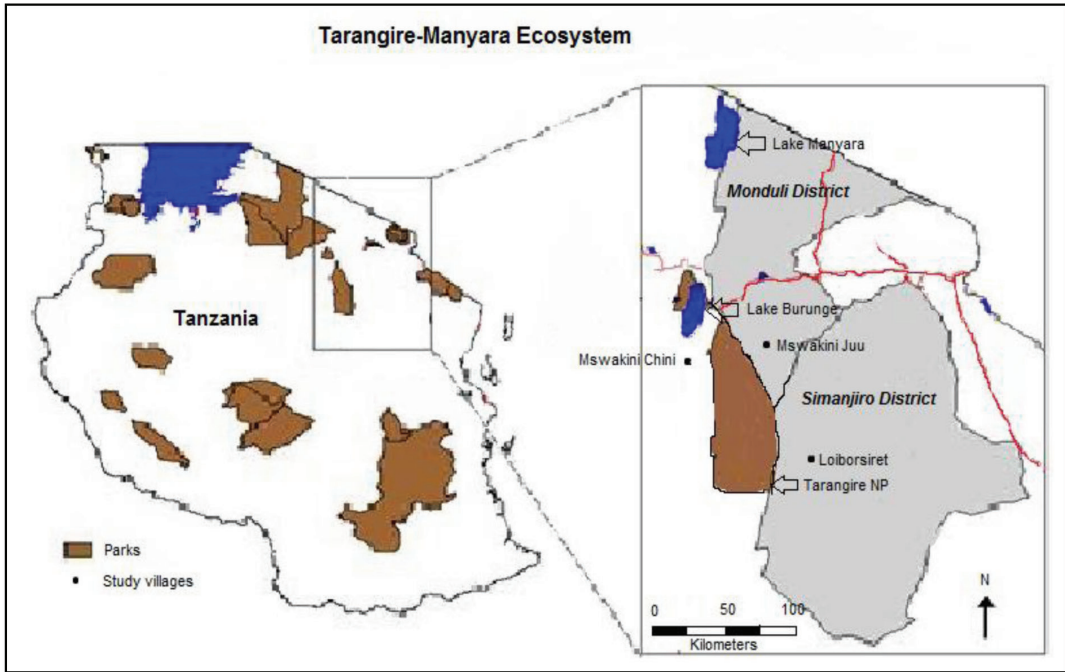 Tarangire-Manyara Ecosystem
Tanzania
Parks
Study villages
Lake Manyara
Monduli District
Lake Burunge
Mswakini Juu
Mswakini Chini
Simanjiro District
Loiborsiret
Tarangire NP
N
0 50 100
Kilometers